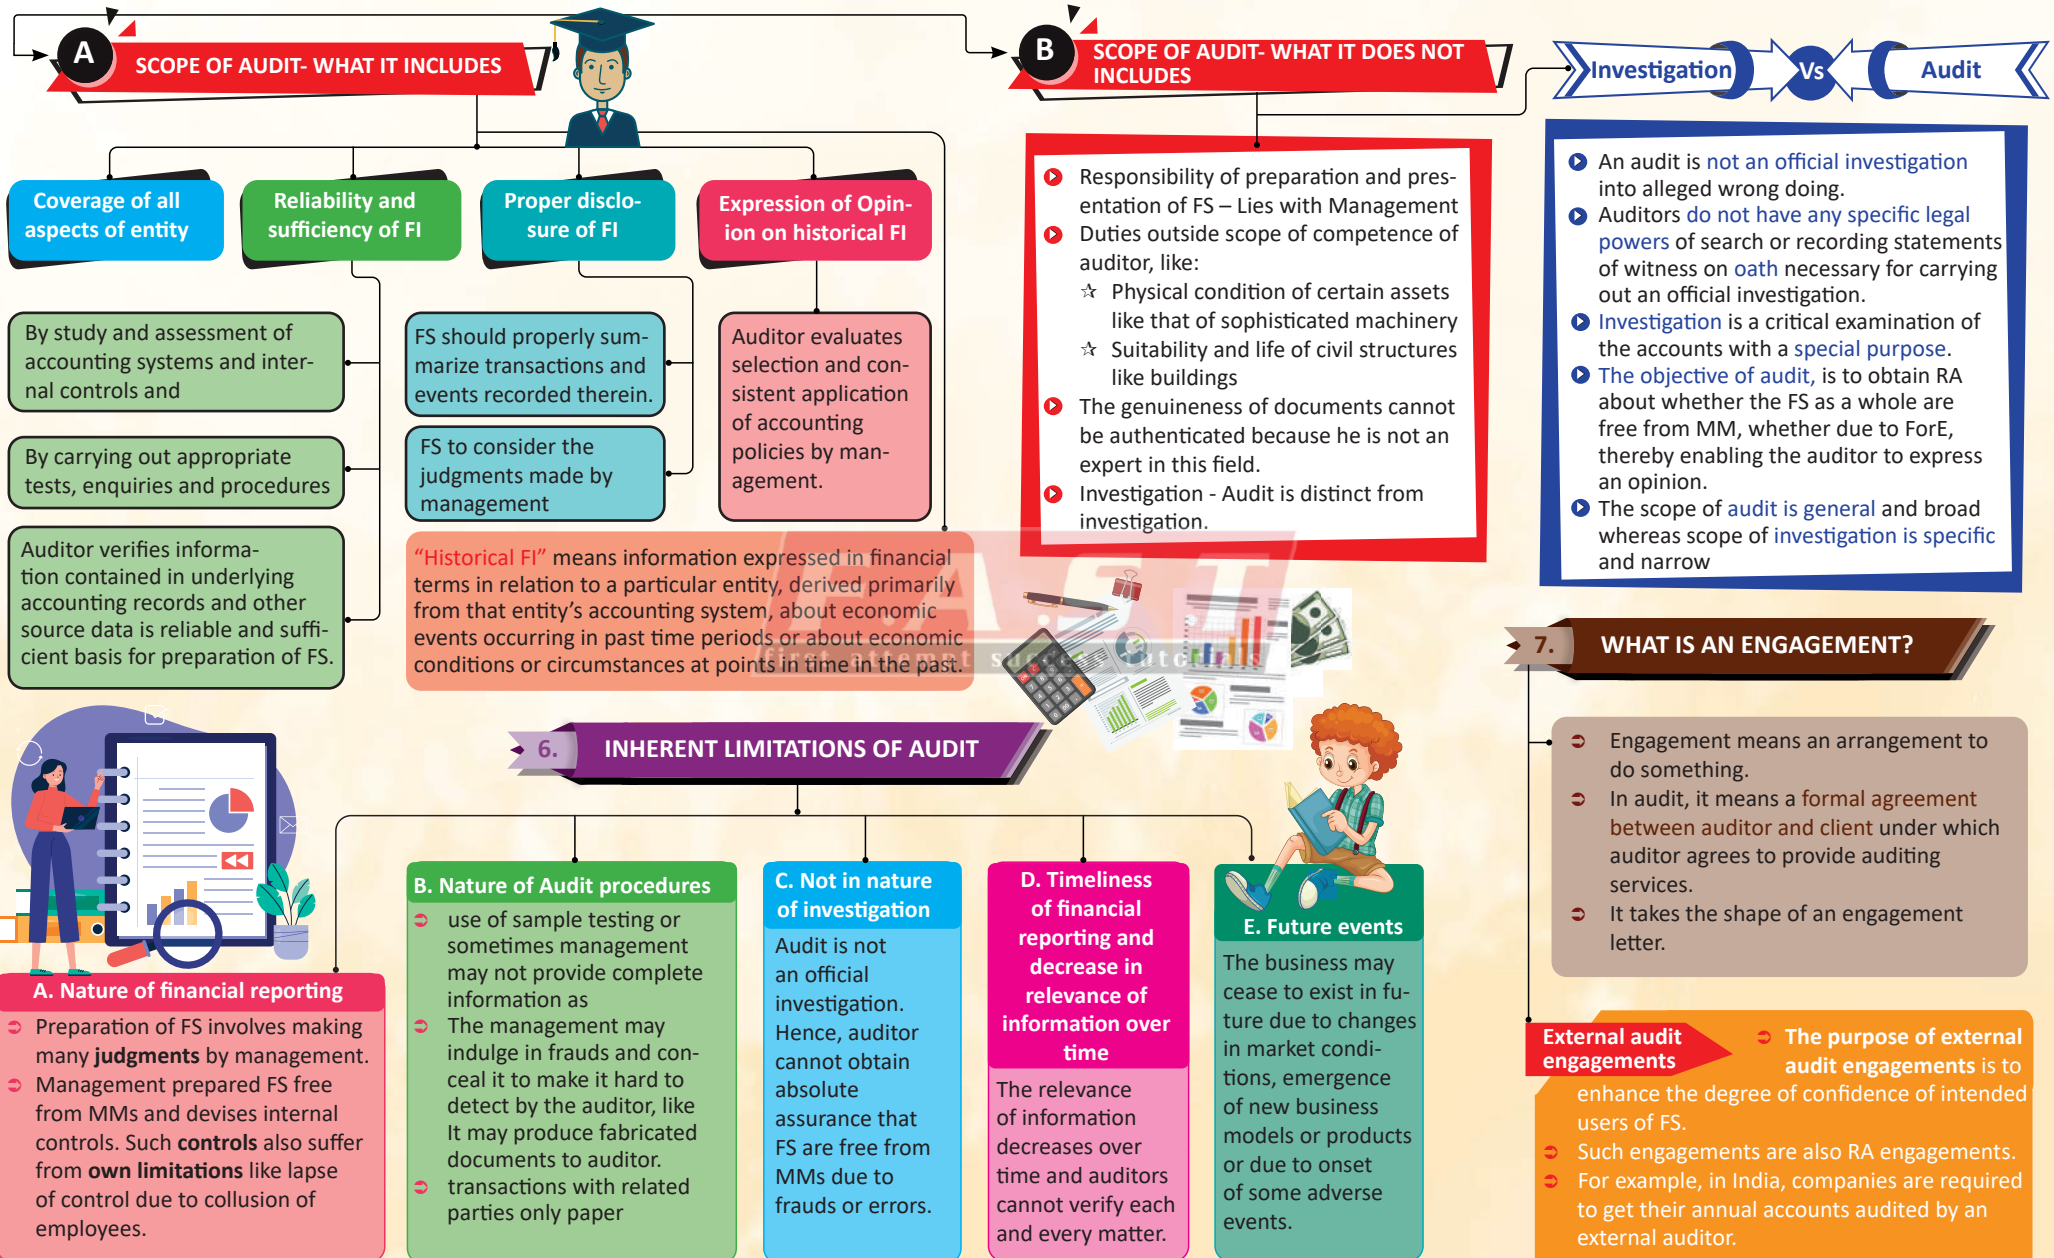 A
SCOPE OF AUDIT- WHAT IT INCLUDES
Coverage of all
aspects of entity
Reliability and
sufficiency of FI
Proper disclo-
sure of FI
Expression of Opin-
ion on historical FI
By study and assessment of
accounting systems and inter-
nal controls and
By carrying out appropriate
tests, enquiries and procedures
Auditor verifies informa-
tion contained in underlying
accounting records and other
source data is reliable and suffi-
cient basis for preparation of FS.
FS should properly sum-
marize transactions and
events recorded therein.
FS to consider the
judgments made by
management
Auditor evaluates
selection and con-
sistent application
of accounting
policies by man-
agement.
“Historical FI” means information expressed in financial
terms in relation to a particular entity, derived primarily
from that entity’s accounting system, about economic
events occurring in past time periods or about economic
conditions or circumstances at points in time in the past.
F.A.S.T
first attempt success tutorials
B
SCOPE OF AUDIT- WHAT IT DOES NOT
INCLUDES
Responsibility of preparation and pres-
entation of FS – Lies with Management
Duties outside scope of competence of
auditor, like:
☆ Physical condition of certain assets
like that of sophisticated machinery
☆ Suitability and life of civil structures
like buildings
The genuineness of documents cannot
be authenticated because he is not an
expert in this field.
Investigation - Audit is distinct from
investigation.
Investigation Vs Audit
An audit is not an official investigation
into alleged wrong doing.
Auditors do not have any specific legal
powers of search or recording statements
of witness on oath necessary for carrying
out an official investigation.
Investigation is a critical examination of
the accounts with a special purpose.
The objective of audit, is to obtain RA
about whether the FS as a whole are
free from MM, whether due to ForE,
thereby enabling the auditor to express
an opinion.
The scope of audit is general and broad
whereas scope of investigation is specific
and narrow
6. INHERENT LIMITATIONS OF AUDIT
A. Nature of financial reporting
Preparation of FS involves making
many judgments by management.
Management prepared FS free
from MMs and devises internal
controls. Such controls also suffer
from own limitations like lapse
of control due to collusion of
employees.
B. Nature of Audit procedures
use of sample testing or
sometimes management
may not provide complete
information as
The management may
indulge in frauds and con-
ceal it to make it hard to
detect by the auditor, like
It may produce fabricated
documents to auditor.
transactions with related
parties only paper
C. Not in nature
of investigation
Audit is not
an official
investigation.
Hence, auditor
cannot obtain
absolute
assurance that
FS are free from
MMs due to
frauds or errors.
D. Timeliness
of financial
reporting and
decrease in
relevance of
information over
time
The relevance
of information
decreases over
time and auditors
cannot verify each
and every matter.
E. Future events
The business may
cease to exist in fu-
ture due to changes
in market condi-
tions, emergence
of new business
models or products
or due to onset
of some adverse
events.
7. WHAT IS AN ENGAGEMENT?
Engagement means an arrangement to
do something.
In audit, it means a formal agreement
between auditor and client under which
auditor agrees to provide auditing
services.
It takes the shape of an engagement
letter.
External audit
engagements
The purpose of external
audit engagements is to
enhance the degree of confidence of intended
users of FS.
Such engagements are also RA engagements.
For example, in India, companies are required
to get their annual accounts audited by an
external auditor.